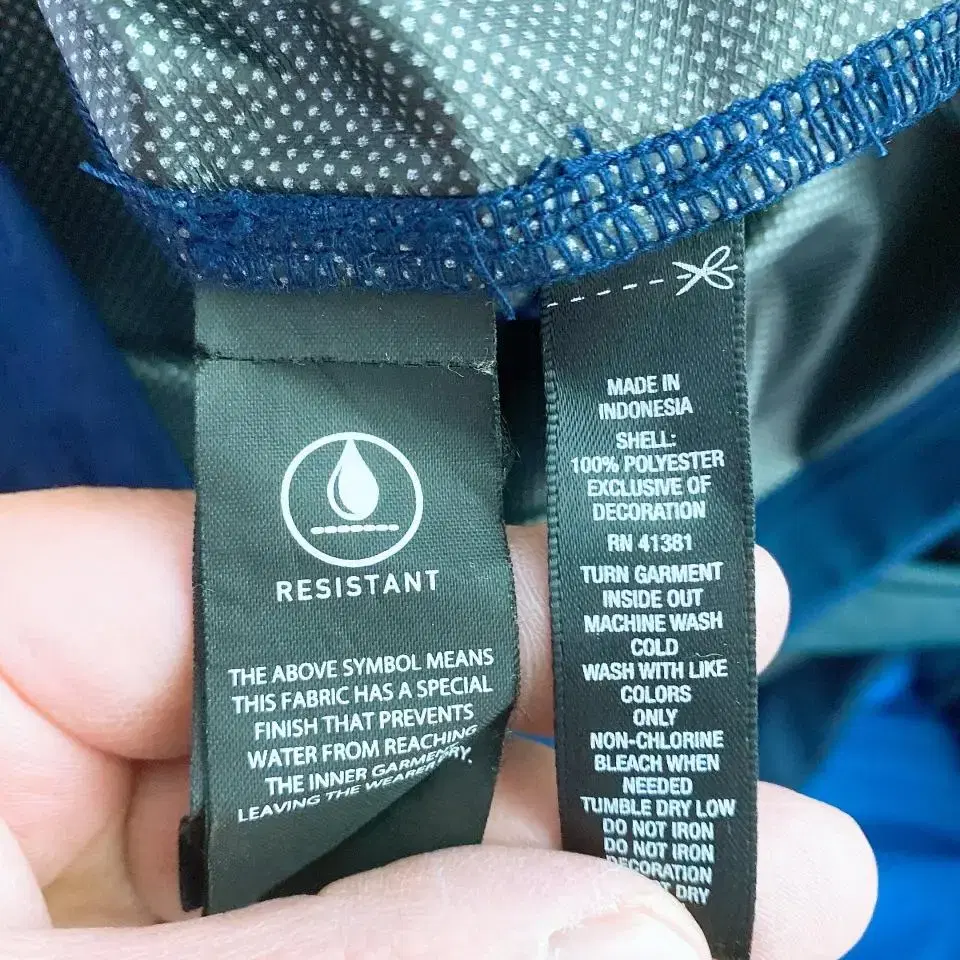 RESISTANT
THE ABOVE SYMBOL MEANS
THIS FABRIC HAS A SPECIAL
FINISH THAT PREVENTS
WATER FROM REACHING
THE INNER
LEAVING THE WEARER DRY.
MADE IN
INDONESIA
SHELL:
100% POLYESTER
EXCLUSIVE OF
DECORATION
RN 41381
TURN GARMENT
INSIDE OUT
MACHINE WASH
COLD
WASH WITH LIKE
COLORS
ONLY
NON-CHLORINE
BLEACH WHEN
NEEDED
TUMBLE DRY LOW
DO NOT IRON
DO NOT IRON
DRY